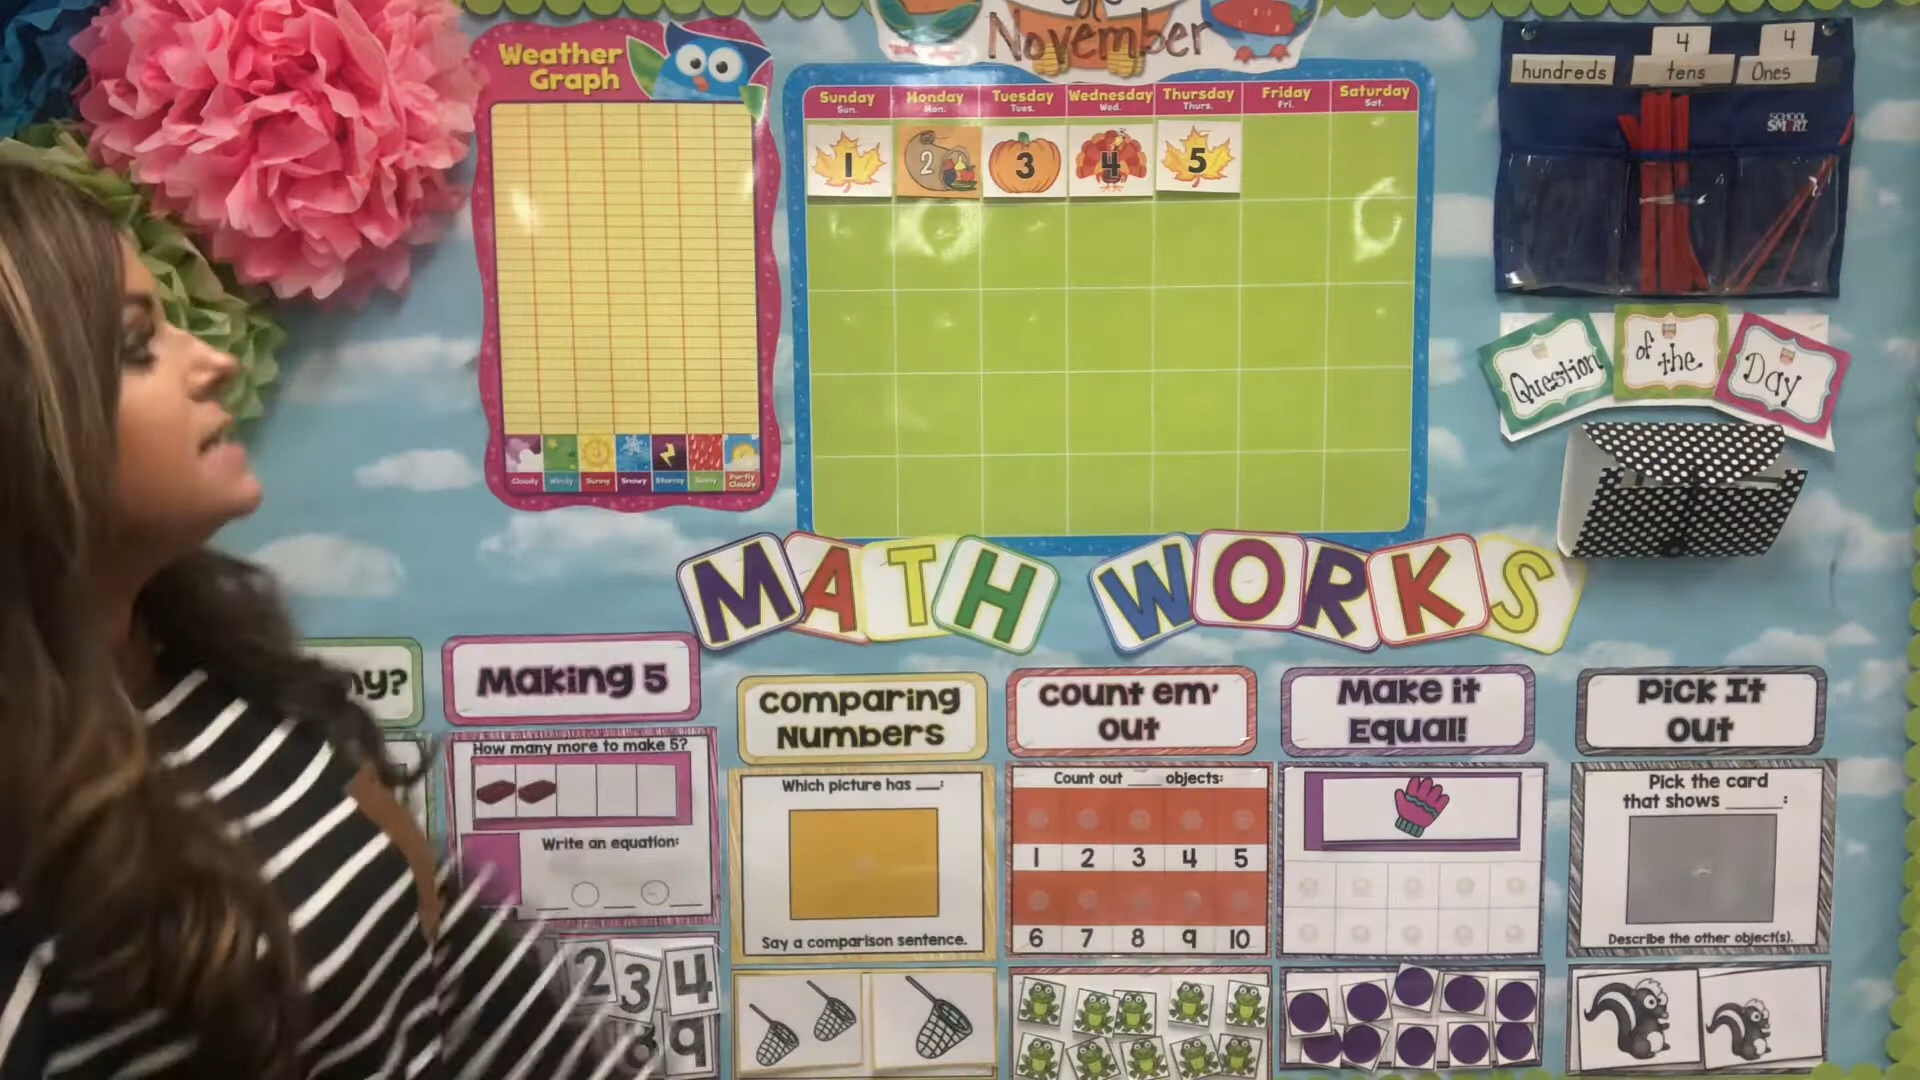 November
Weather
Graph
Cloudy Windy Sunny Snowy Stormy Rainy Partly Cloudy
Sunday Monday Tuesday Wednesday Thursday Friday Saturday
Sun. Mon. Tues. Wed. Thurs. Fri. Sat.
1 2 3 4 5
4 4
hundreds tens Ones
SCHOOL
SMART
Question of the Day
MATH WORKS
ny?
Making 5
How many more to make 5?
Write an equation:
2 3 4
9
Comparing
Numbers
Which picture has ___:
Say a comparison sentence.
Count em'
Out
Count out ____ objects:
1 2 3 4 5
6 7 8 9 10
Make it
Equal!
Pick It
Out
Pick the card
that shows _____:
Describe the other object(s).